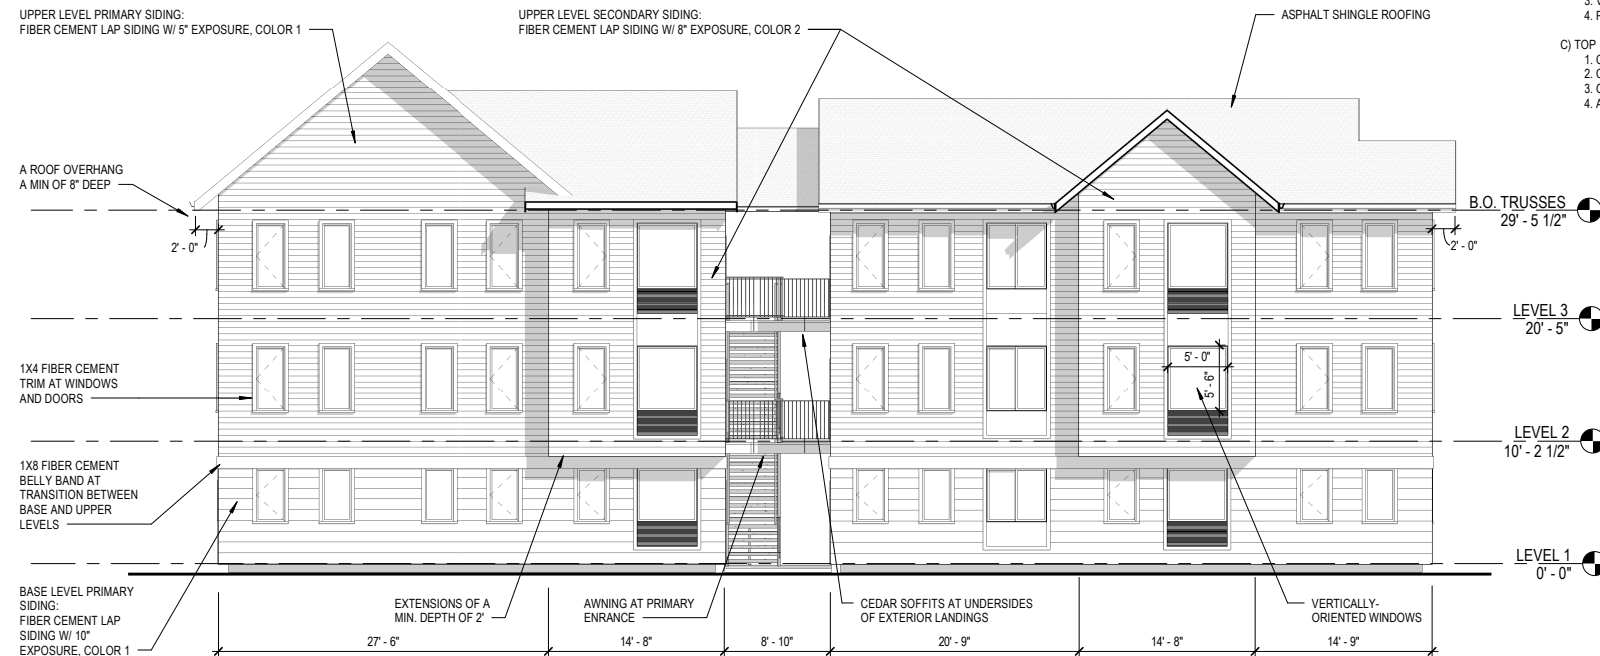 UPPER LEVEL PRIMARY SIDING:
FIBER CEMENT LAP SIDING W/ 5" EXPOSURE, COLOR 1
UPPER LEVEL SECONDARY SIDING:
FIBER CEMENT LAP SIDING W/ 8" EXPOSURE, COLOR 2
ASPHALT SHINGLE ROOFING
4.
C) TOP
1.
2.
3.
4.
A ROOF OVERHANG
A MIN OF 8" DEEP
2' - 0"
B.O. TRUSSES
29' - 5 1/2"
2' - 0"
LEVEL 3
20' - 5"
1X4 FIBER CEMENT
TRIM AT WINDOWS
AND DOORS
5' - 0"
5' - 6"
LEVEL 2
10' - 2 1/2"
1X8 FIBER CEMENT
BELLY BAND AT
TRANSITION BETWEEN
BASE AND UPPER
LEVELS
LEVEL 1
0' - 0"
BASE LEVEL PRIMARY
SIDING:
FIBER CEMENT LAP
SIDING W/ 10"
EXPOSURE, COLOR 1
EXTENSIONS OF A
MIN. DEPTH OF 2'
AWNING AT PRIMARY
ENRANCE
CEDAR SOFFITS AT UNDERSIDES
OF EXTERIOR LANDINGS
VERTICALLY-
ORIENTED WINDOWS
27' - 6"
14' - 8"
8' - 10"
20' - 9"
14' - 8"
14' - 9"